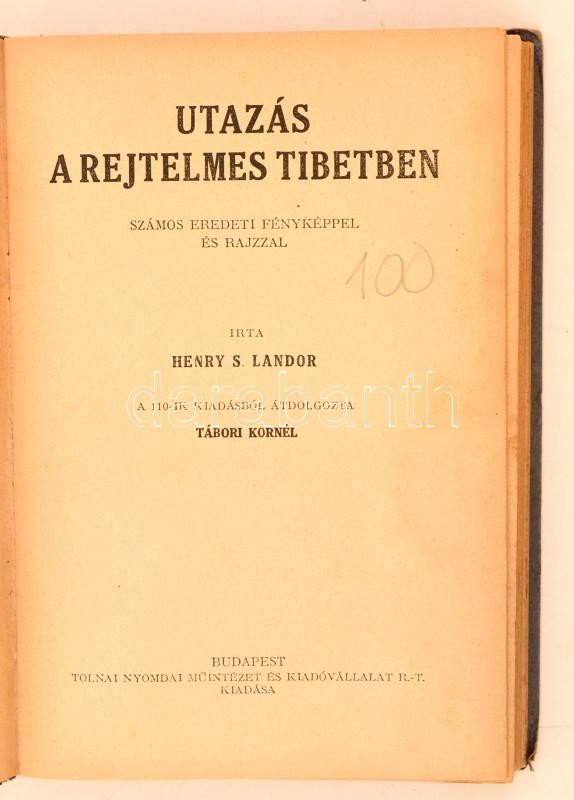 UTAZÁS
A REJTELMES TIBETBEN
SZÁMOS EREDETI FÉNYKÉPPEL
ÉS RAJZZAL
100
IRTA
HENRY S. LANDOR
darabanth
A 110-IK KIADÁSBÓL ÁTDOLGOZTA
TÁBORI KORNÉL
BUDAPEST
TOLNAI NYOMDAI MŰINTÉZET ÉS KIADÓVÁLLALAT R.-T.
KIADÁSA